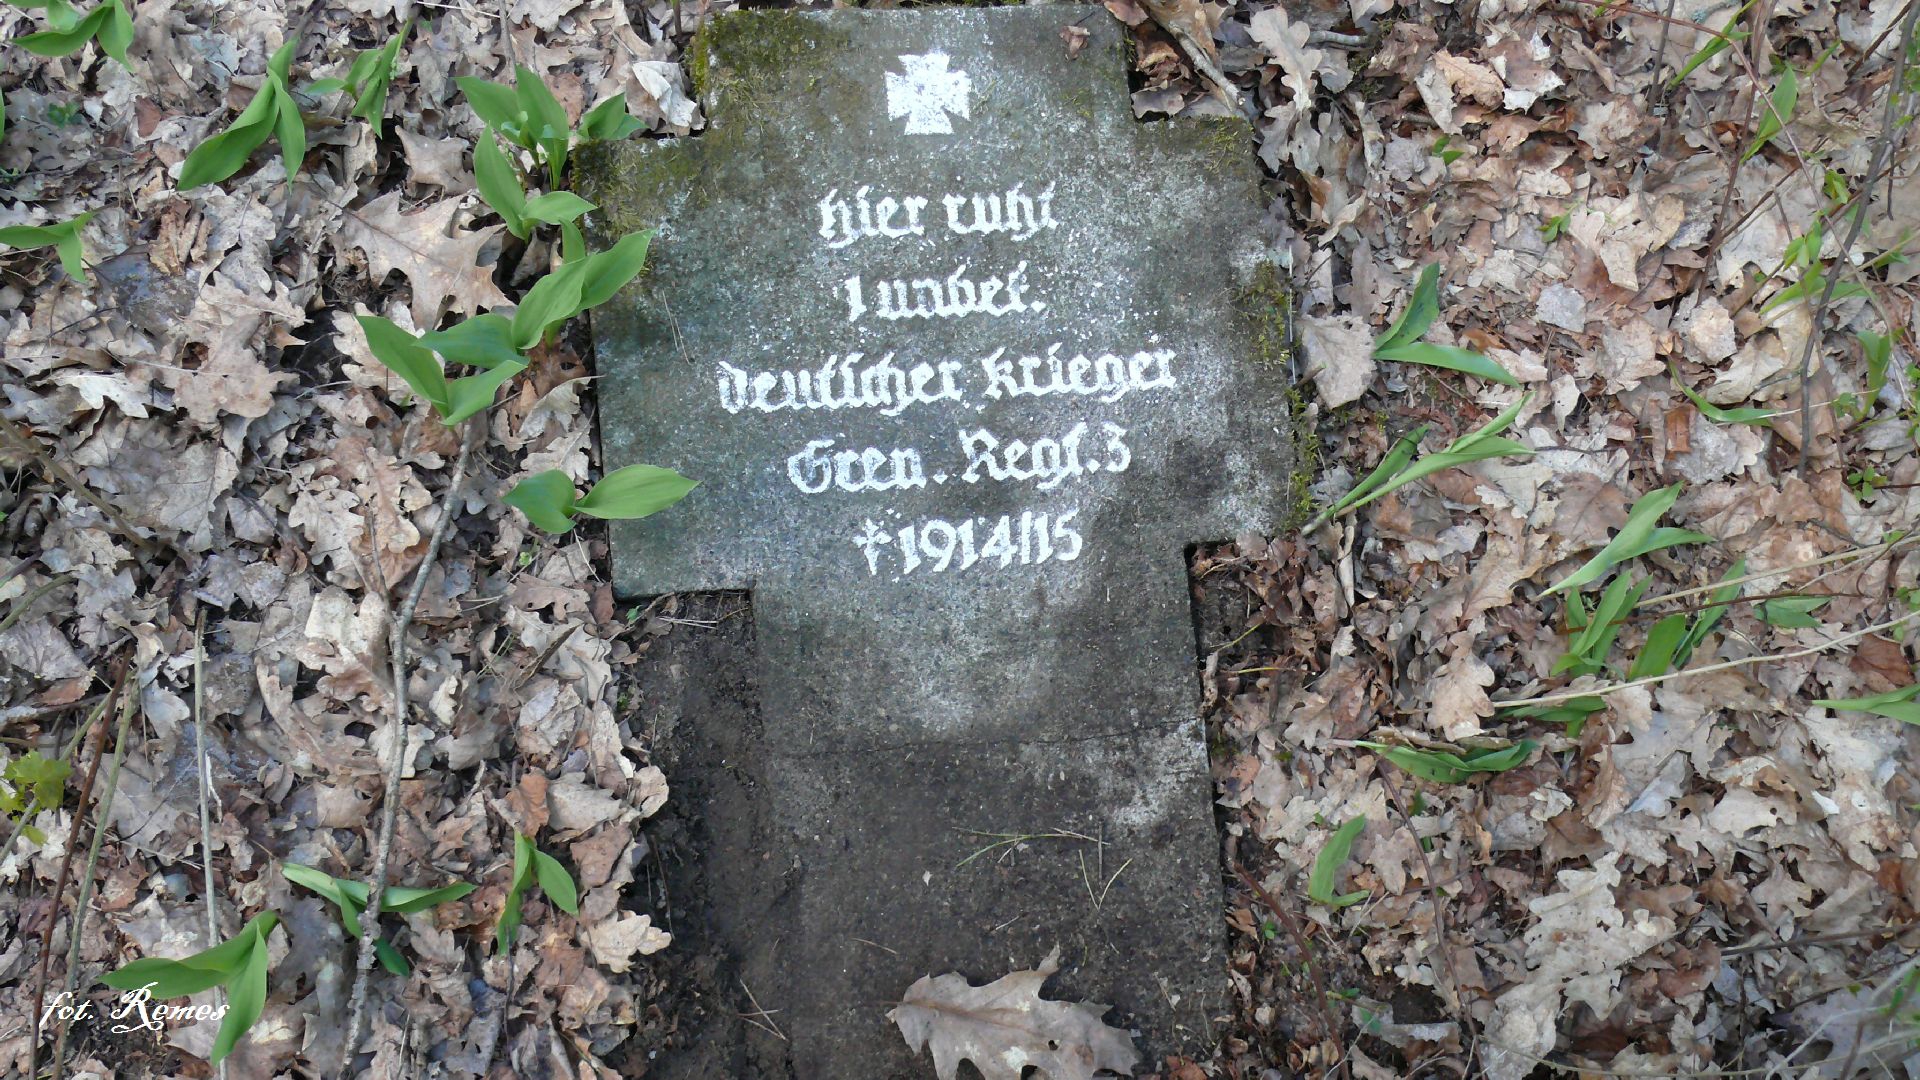 Hier ruht
1 unbek.
deutscher Krieger
Gren. Regt. 3
† 1914/15
fot. Remes